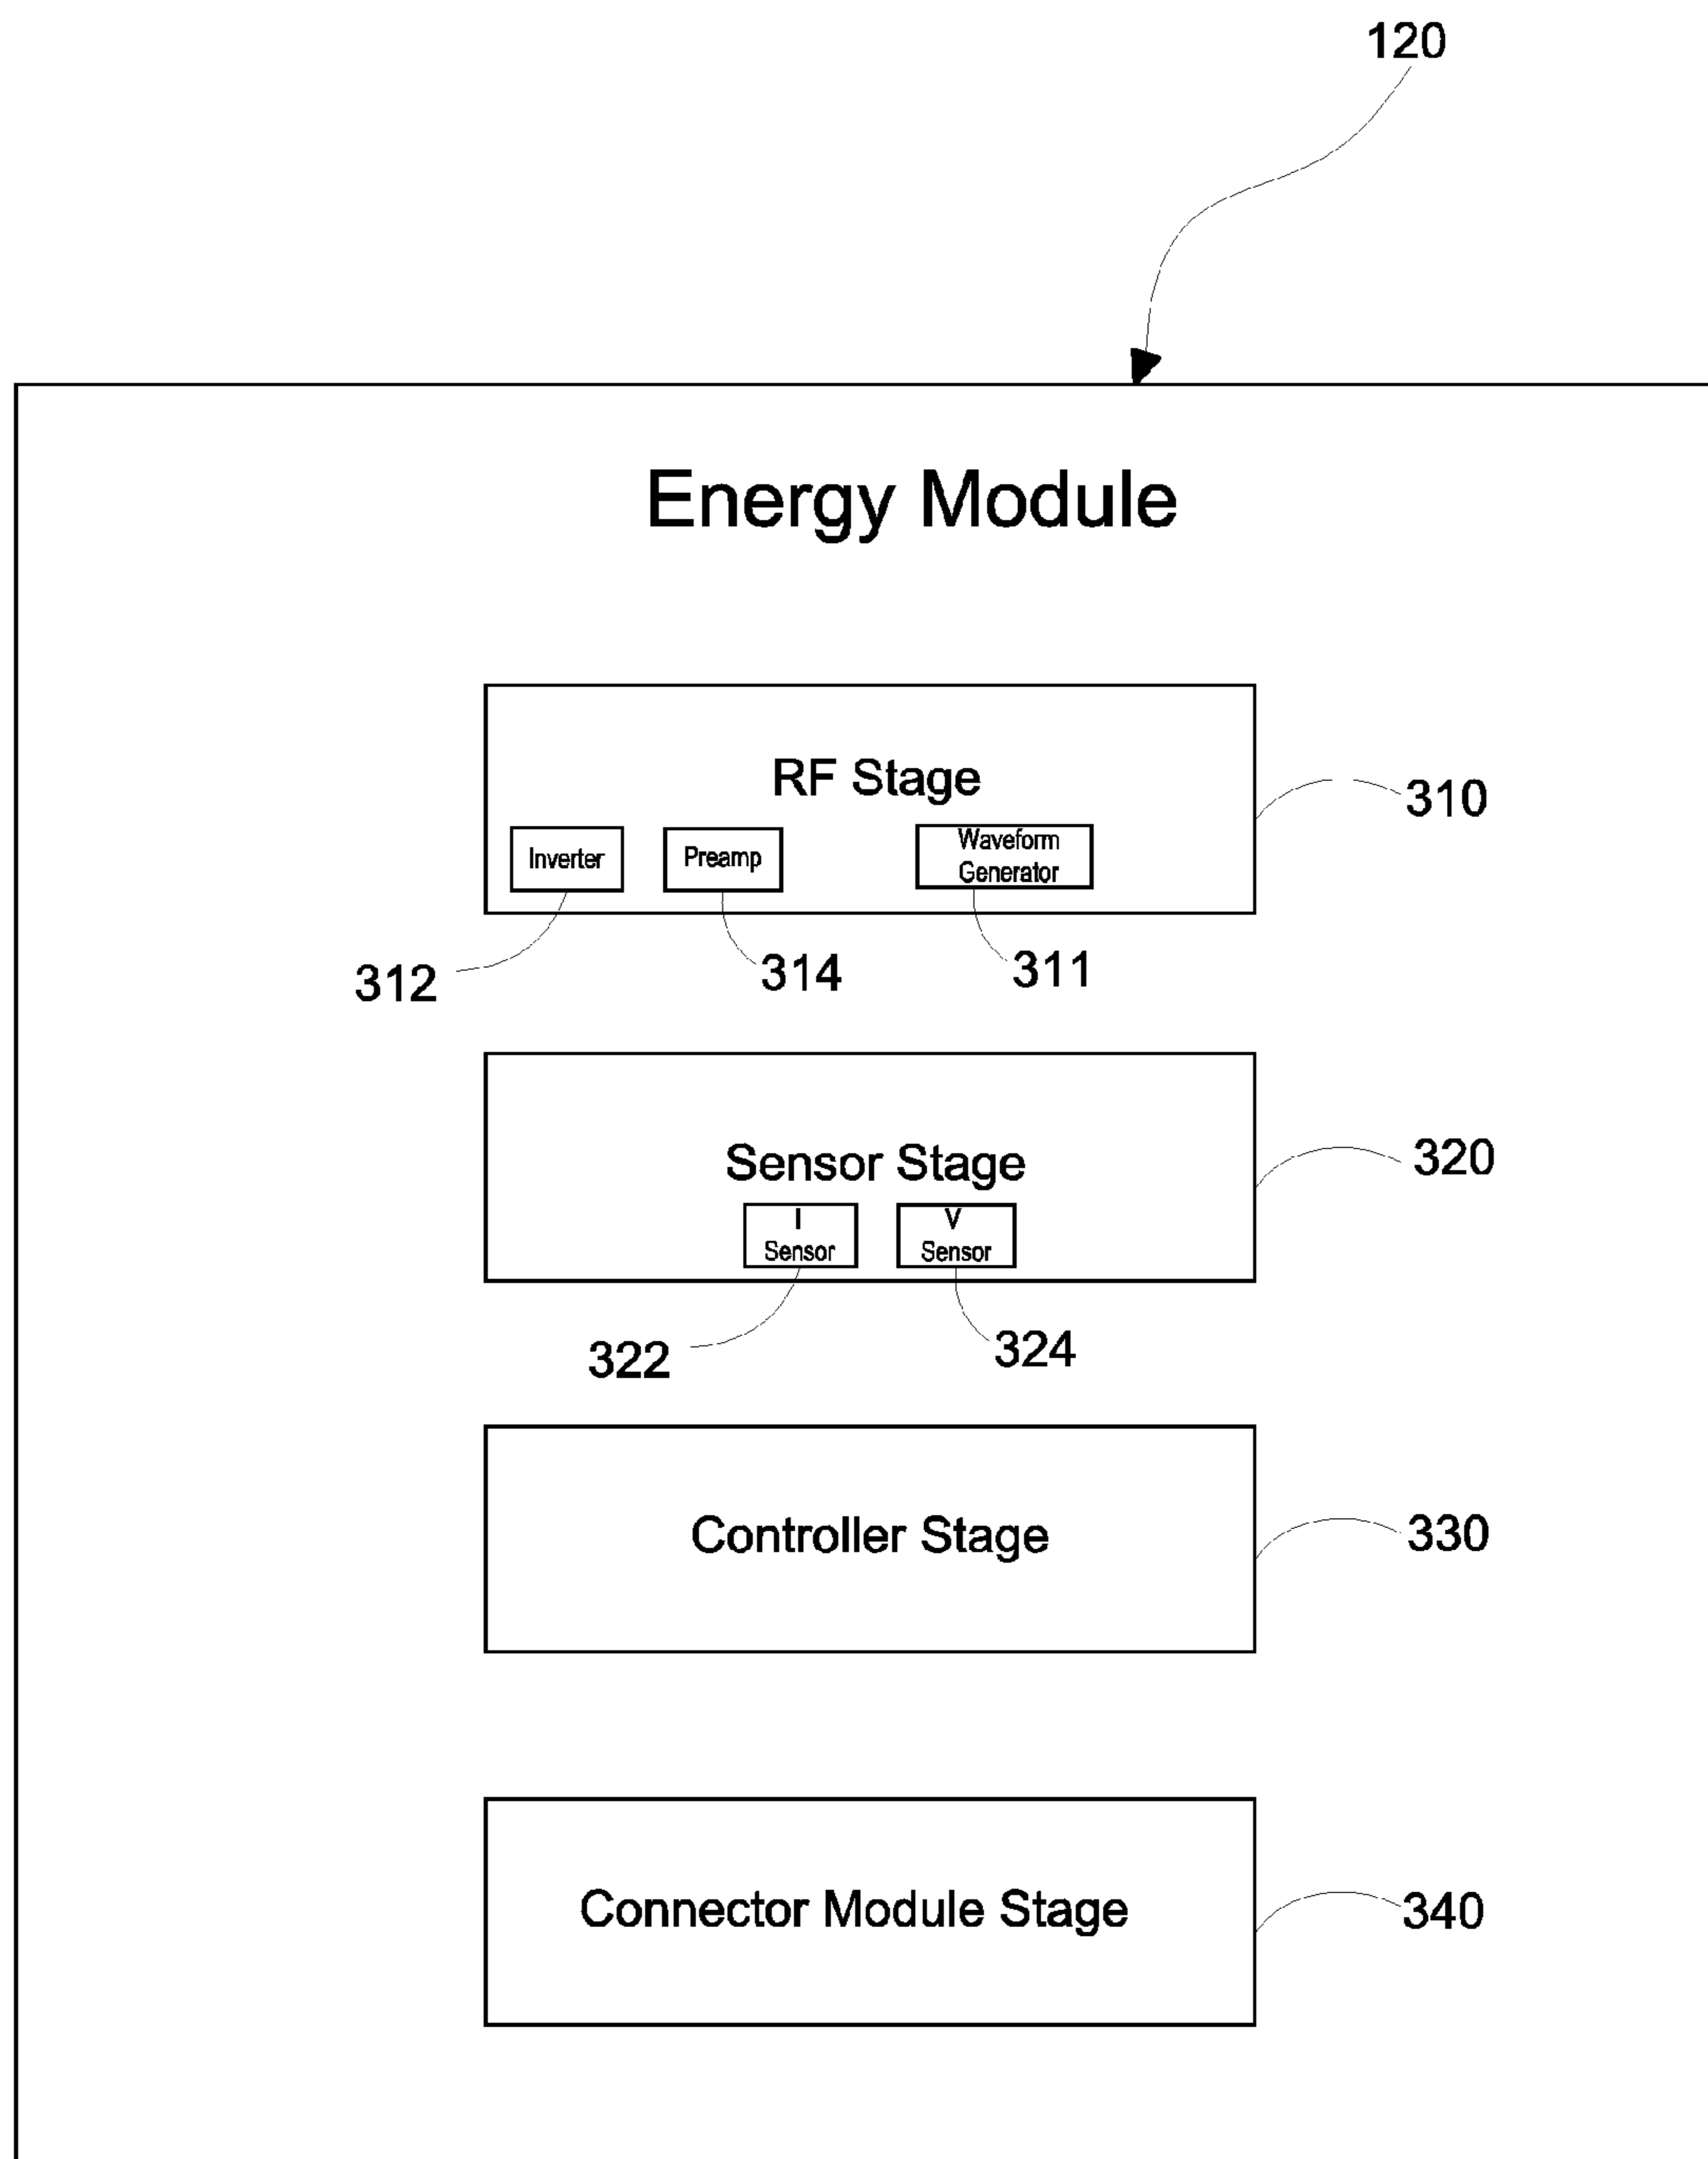 120
Energy Module
RF Stage
310
Inverter
Preamp
Waveform
Generator
312
314
311
Sensor Stage
320
I
Sensor
V
Sensor
322
324
Controller Stage
330
Connector Module Stage
340